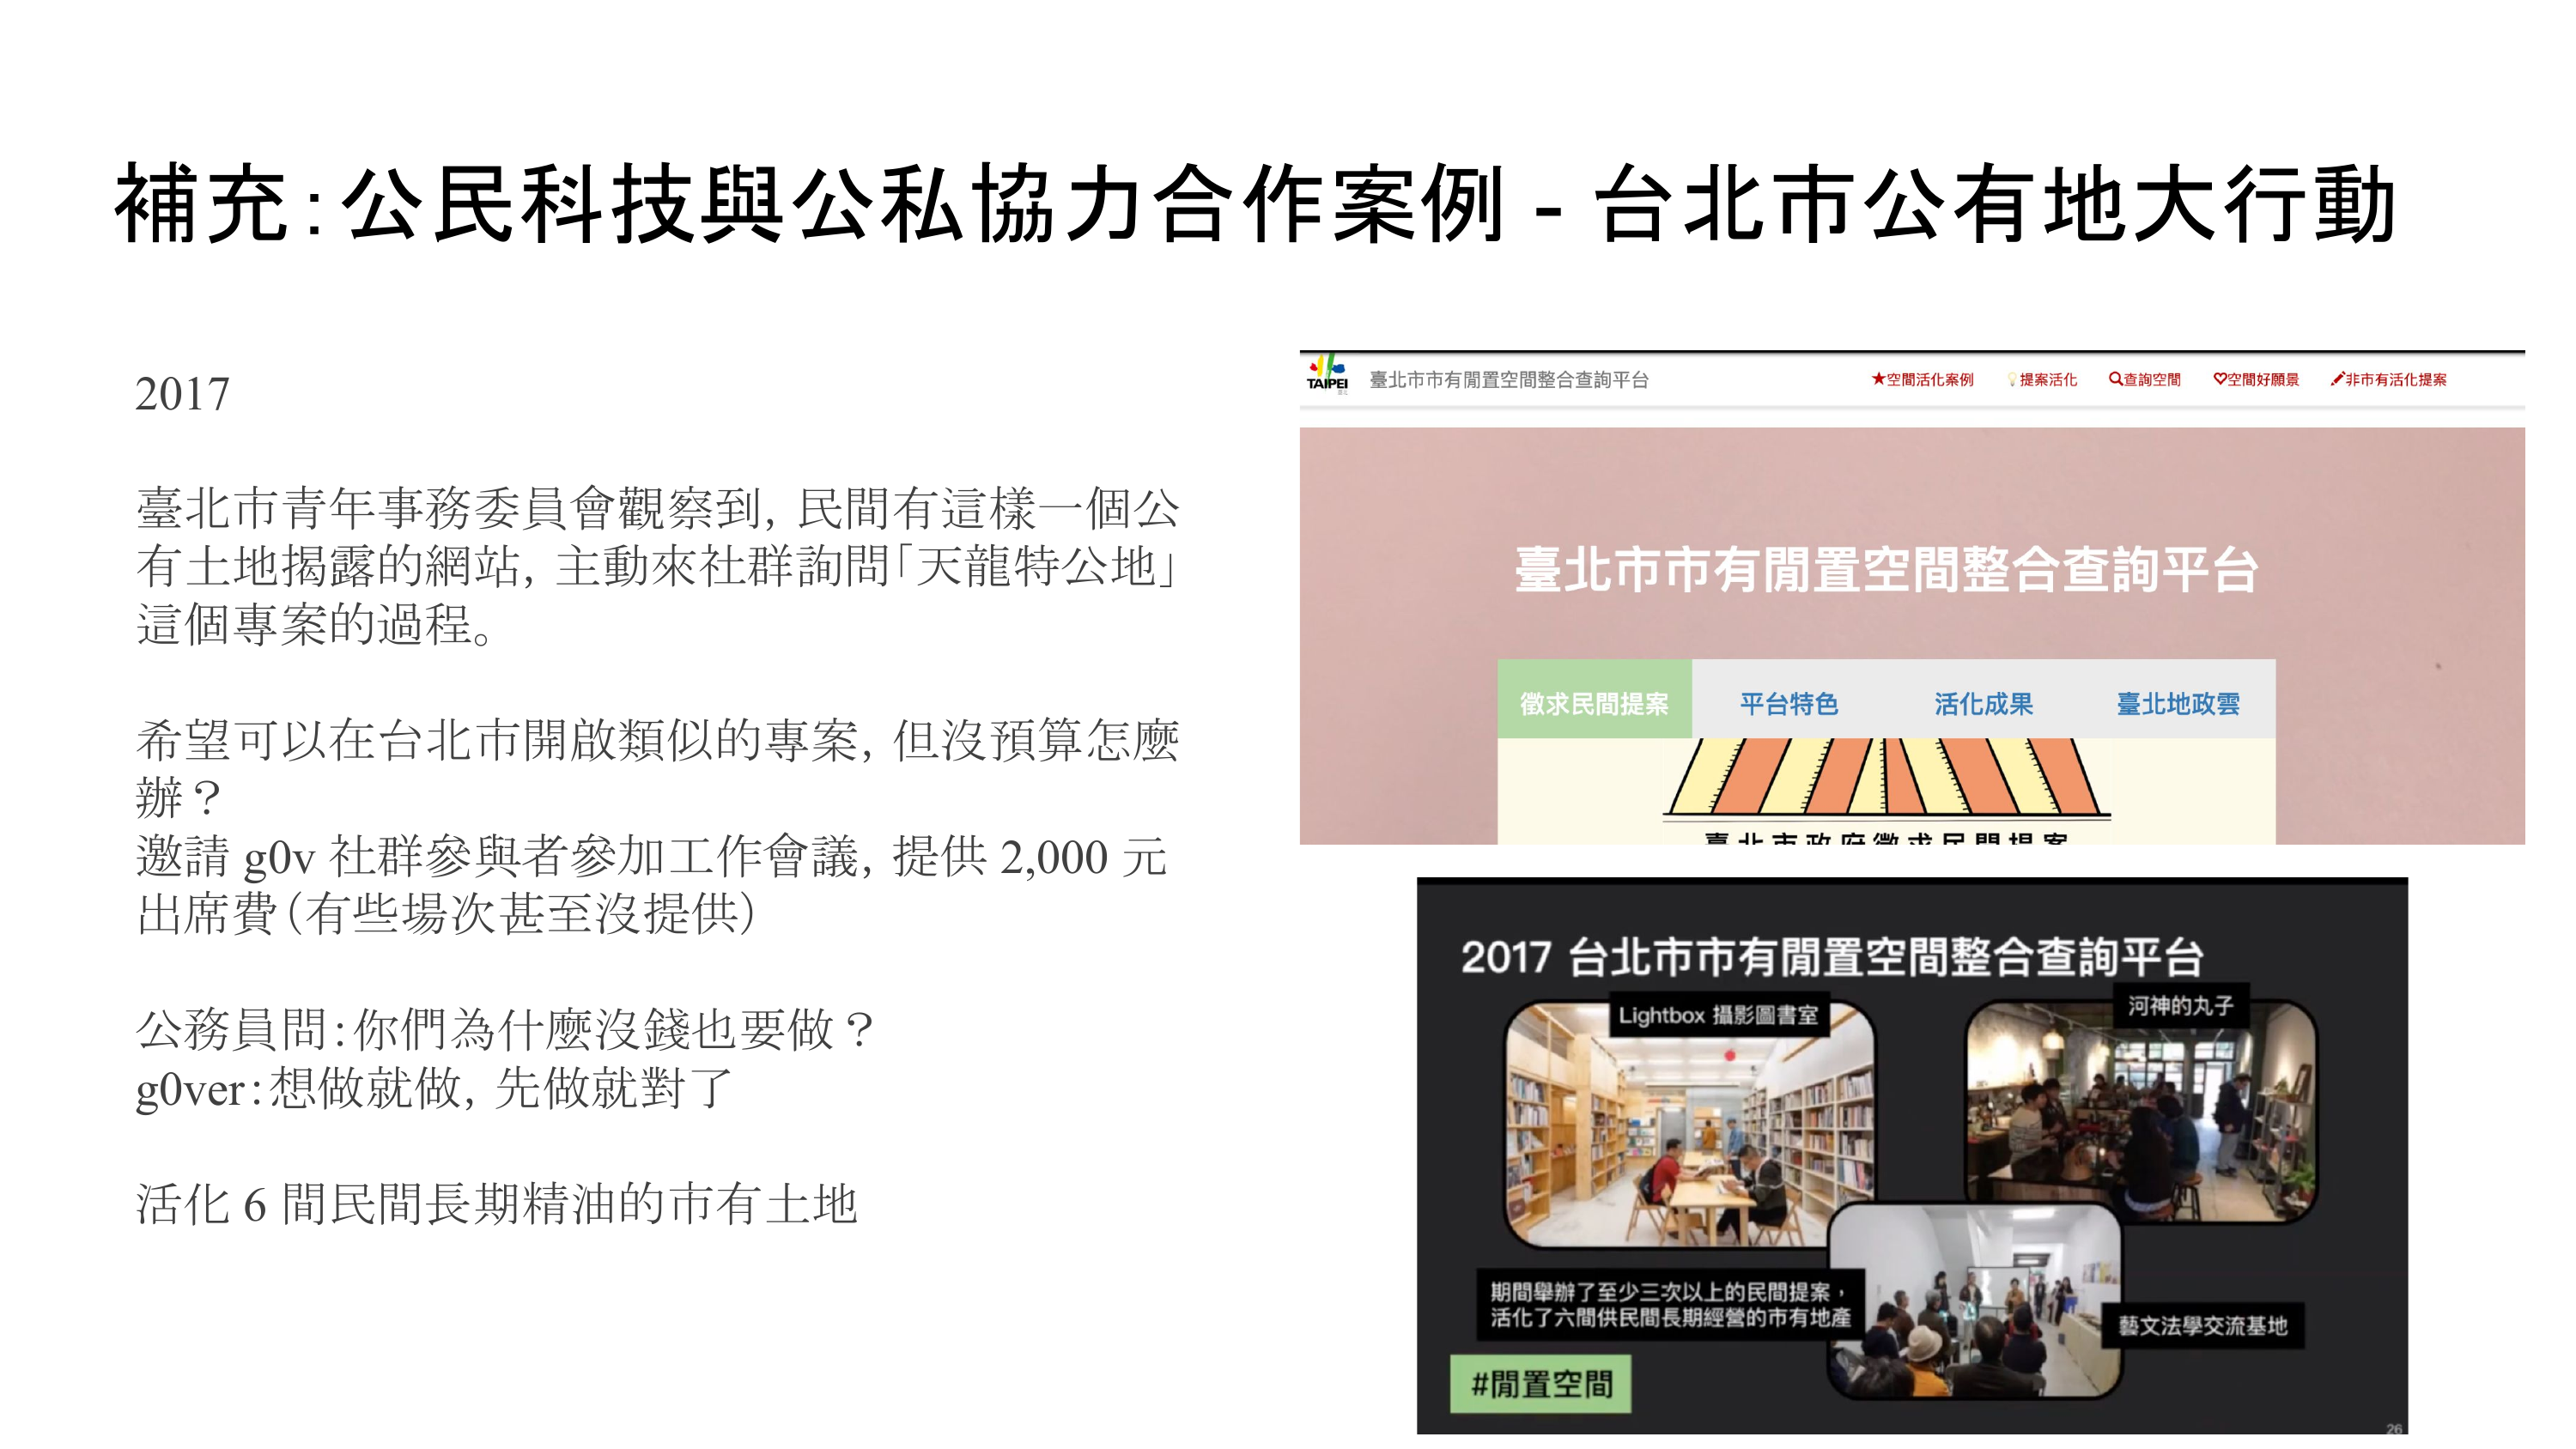 補充：公民科技與公私協力合作案例 - 台北市公有地大行動
2017
臺北市青年事務委員會觀察到，民間有這樣一個公
有土地揭露的網站，主動來社群詢問「天龍特公地」
這個專案的過程。
希望可以在台北市開啟類似的專案，但沒預算怎麼
辦？
邀請 g0v 社群參與者參加工作會議，提供 2,000 元
出席費（有些場次甚至沒提供）
公務員問：你們為什麼沒錢也要做？
g0ver：想做就做，先做就對了
活化 6 間民間長期精油的市有土地
TAIPEI
臺北市市有閒置空間整合查詢平台
★空間活化案例
提案活化
查詢空間
空間好願景
非市有活化提案
臺北市市有閒置空間整合查詢平台
徵求民間提案
平台特色
活化成果
臺北地政雲
臺北市政府徵求民間提案
2017 台北市市有閒置空間整合查詢平台
Lightbox 攝影圖書室
河神的丸子
期間舉辦了至少三次以上的民間提案，
活化了六間供民間長期經營的市有地產
藝文法學交流基地
#閒置空間
26